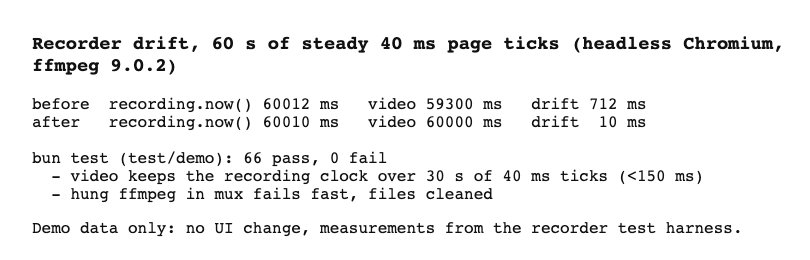 Recorder drift, 60 s of steady 40 ms page ticks (headless Chromium,
ffmpeg 9.0.2)
before  recording.now() 60012 ms   video 59300 ms   drift 712 ms
after   recording.now() 60010 ms   video 60000 ms   drift  10 ms
bun test (test/demo): 66 pass, 0 fail
  - video keeps the recording clock over 30 s of 40 ms ticks (<150 ms)
  - hung ffmpeg in mux fails fast, files cleaned
Demo data only: no UI change, measurements from the recorder test harness.